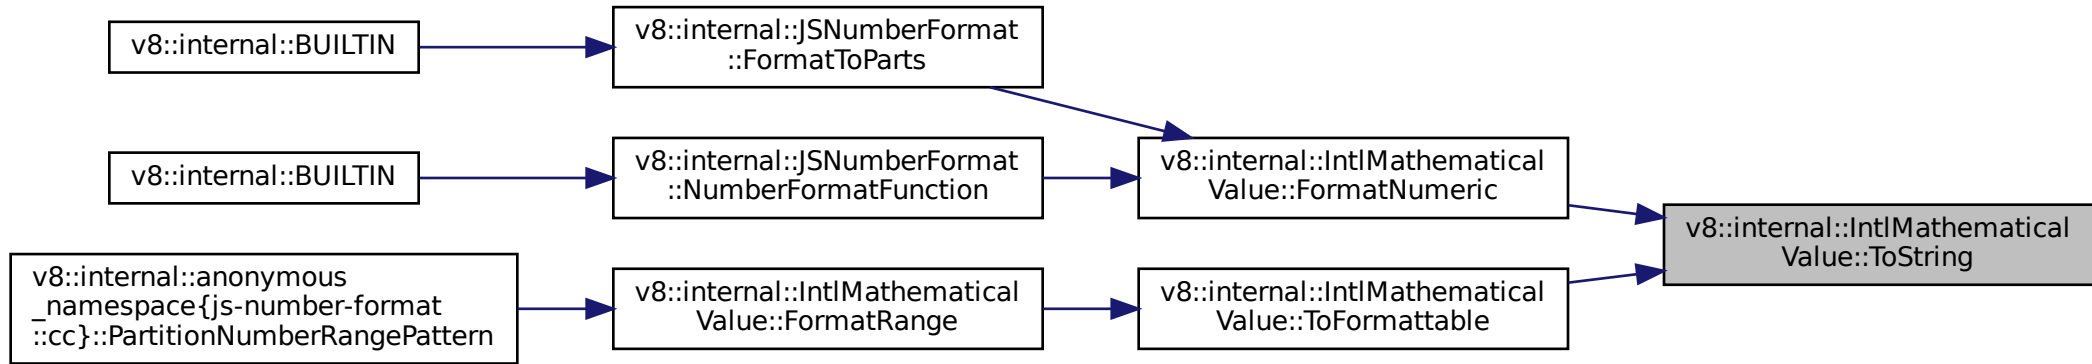 v8::internal::BUILTIN
v8::internal::JSNumberFormat
::FormatToParts
v8::internal::BUILTIN
v8::internal::JSNumberFormat
::NumberFormatFunction
v8::internal::IntlMathematical
Value::FormatNumeric
v8::internal::IntlMathematical
Value::ToString
v8::internal::anonymous
_namespace{js-number-format
::cc}::PartitionNumberRangePattern
v8::internal::IntlMathematical
Value::FormatRange
v8::internal::IntlMathematical
Value::ToFormattable